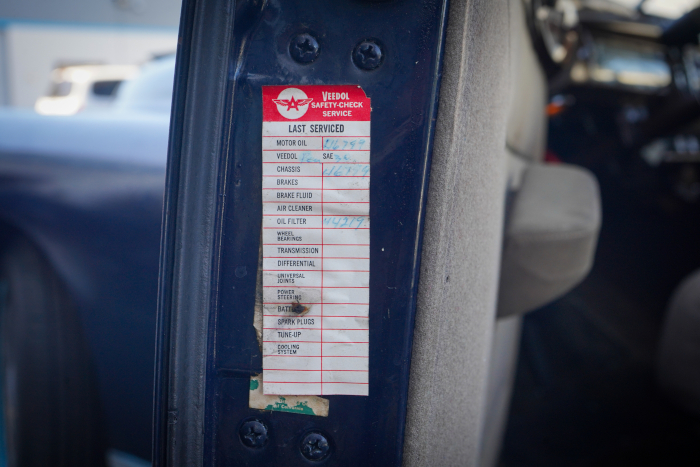 A
VEEDOL
SAFETY-CHECK
SERVICE
LAST SERVICED
MOTOR OIL
VEEDOL SAE
CHASSIS
BRAKES
BRAKE FLUID
AIR CLEANER
OIL FILTER 44219
WHEEL
BEARINGS
TRANSMISSION
DIFFERENTIAL
UNIVERSAL
JOINTS
POWER
STEERING
SPARK PLUGS
TUNE-UP
COOLING
SYSTEM